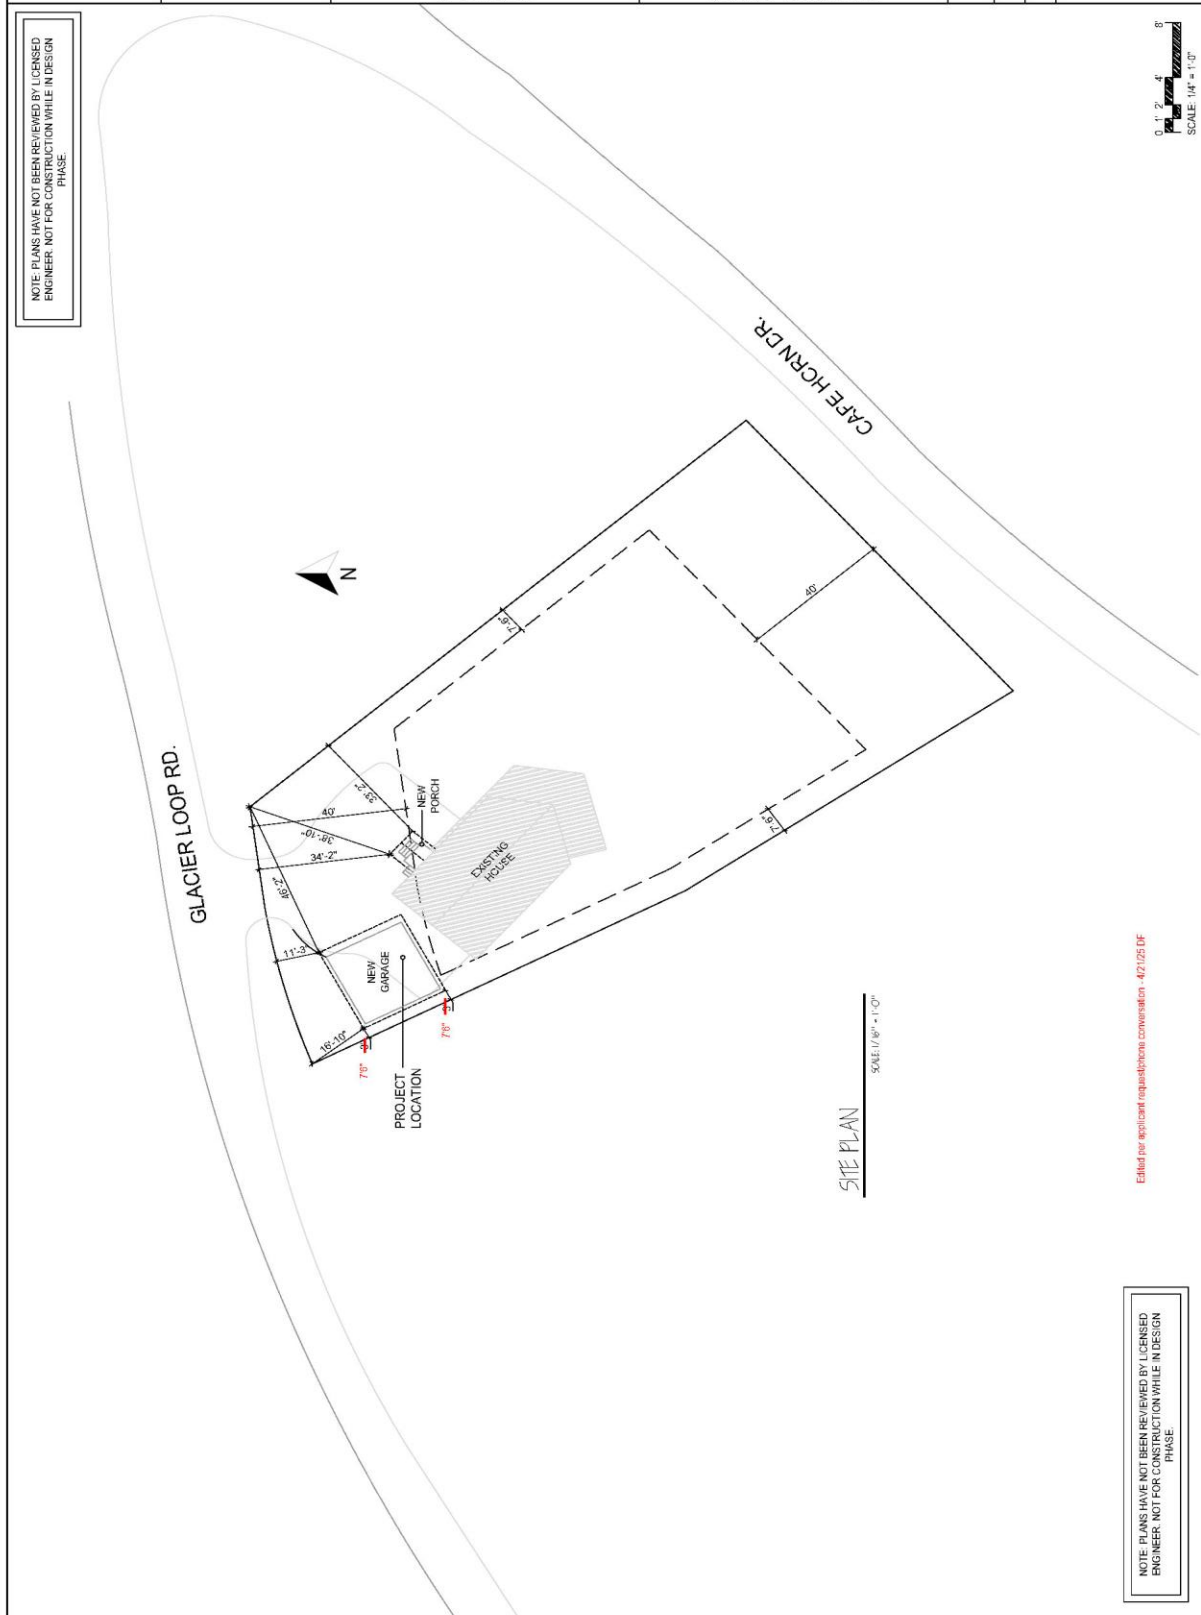 NOTE: PLANS HAVE NOT BEEN REVIEWED BY LICENSED
ENGINEER. NOT FOR CONSTRUCTION WHILE IN DESIGN
PHASE.
0 1' 2' 4' 8'
SCALE: 1/4" = 1'-0"
CAPE HORN DR.
GLACIER LOOP RD.
N
7'-6"
40'
33'-2"
40'
38'-10"
34'-2"
46'-2"
11'-3"
16'-10"
NEW
PORCH
EXISTING
HOUSE
NEW
GARAGE
7'-6"
7'6"
7'6"
PROJECT
LOCATION
SITE PLAN
SCALE: 1/16" = 1'-0"
Edited per applicant request/phone conversation - 4/21/25 DF
NOTE: PLANS HAVE NOT BEEN REVIEWED BY LICENSED
ENGINEER. NOT FOR CONSTRUCTION WHILE IN DESIGN
PHASE.